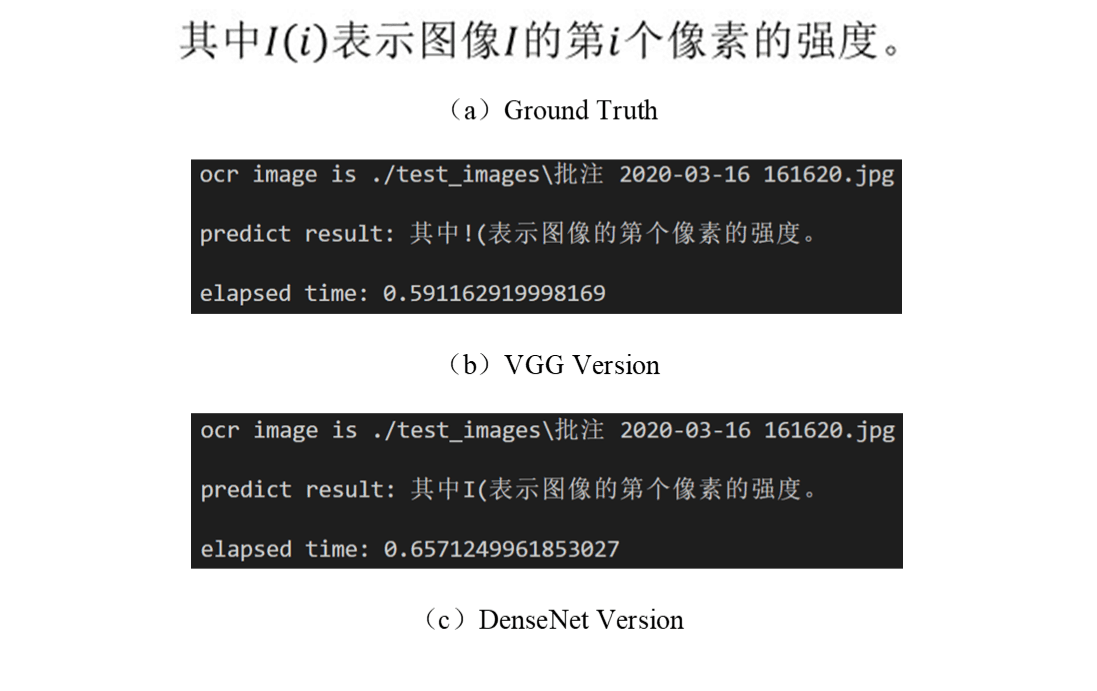 其中I(i)表示图像I的第i个像素的强度。
（a）Ground Truth
ocr image is ./test_images\批注 2020-03-16 161620.jpg
predict result: 其中!(表示图像的第个像素的强度。
elapsed time: 0.591162919998169
（b）VGG Version
ocr image is ./test_images\批注 2020-03-16 161620.jpg
predict result: 其中I(表示图像的第个像素的强度。
elapsed time: 0.6571249961853027
（c）DenseNet Version